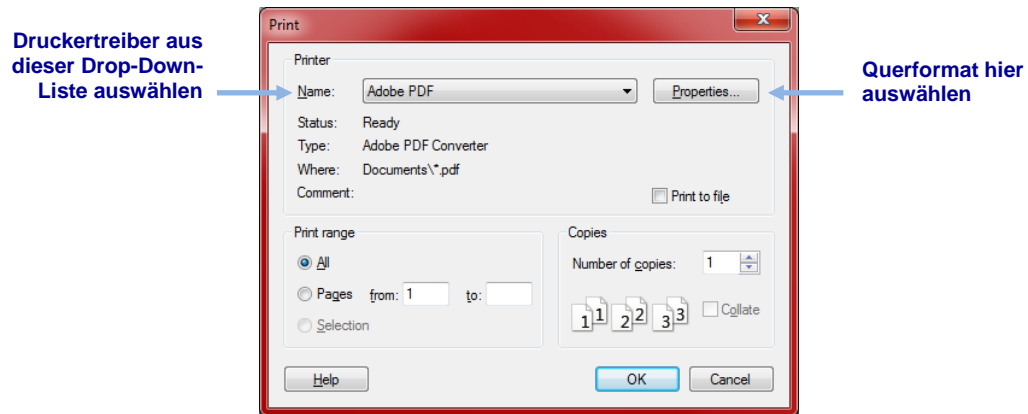 Print
Druckertreiber aus
dieser Drop-Down-
Liste auswählen
Querformat hier
auswählen
Printer
Name: Adobe PDF Properties...
Status: Ready
Type: Adobe PDF Converter
Where: Documents\*.pdf
Comment: Print to file
Print range
All
Pages from: 1 to:
Selection
Copies
Number of copies: 1
1 1 2 2 3 3 Collate
Help OK Cancel